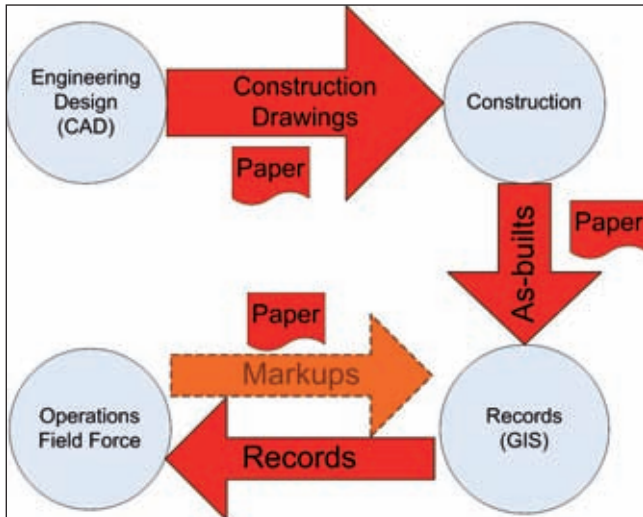 Engineering
Design
(CAD)
Construction
Drawings
Construction
Paper
As-builts
Paper
Paper
Markups
Operations
Field Force
Records
Records
(GIS)